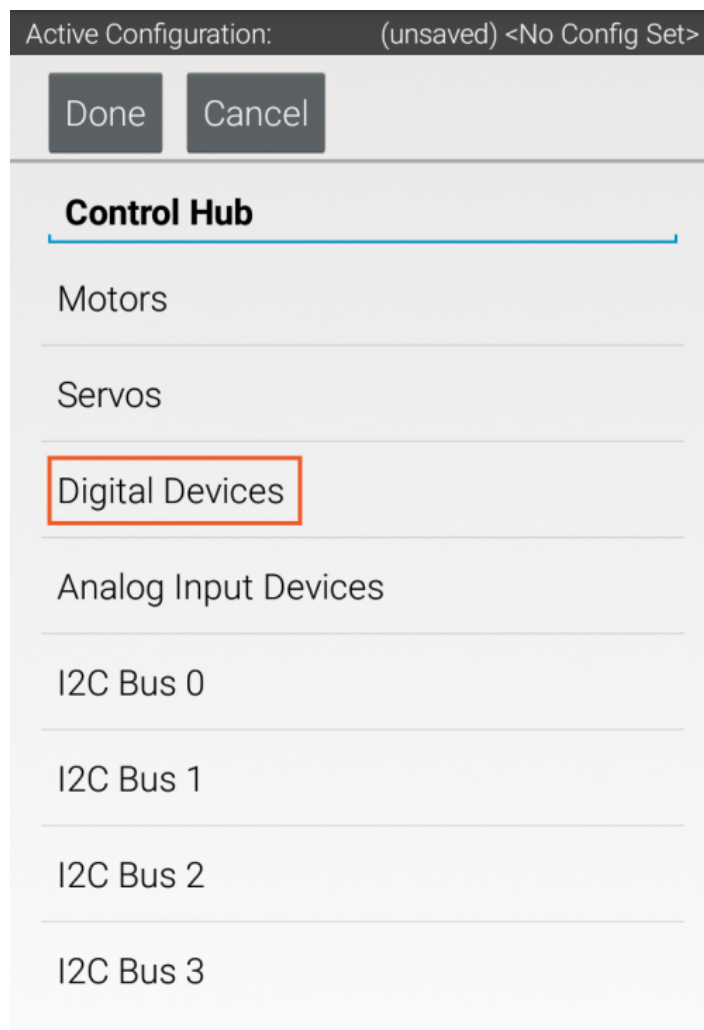 Active Configuration: (unsaved) <No Config Set>
Done Cancel
Control Hub
Motors
Servos
Digital Devices
Analog Input Devices
I2C Bus 0
I2C Bus 1
I2C Bus 2
I2C Bus 3